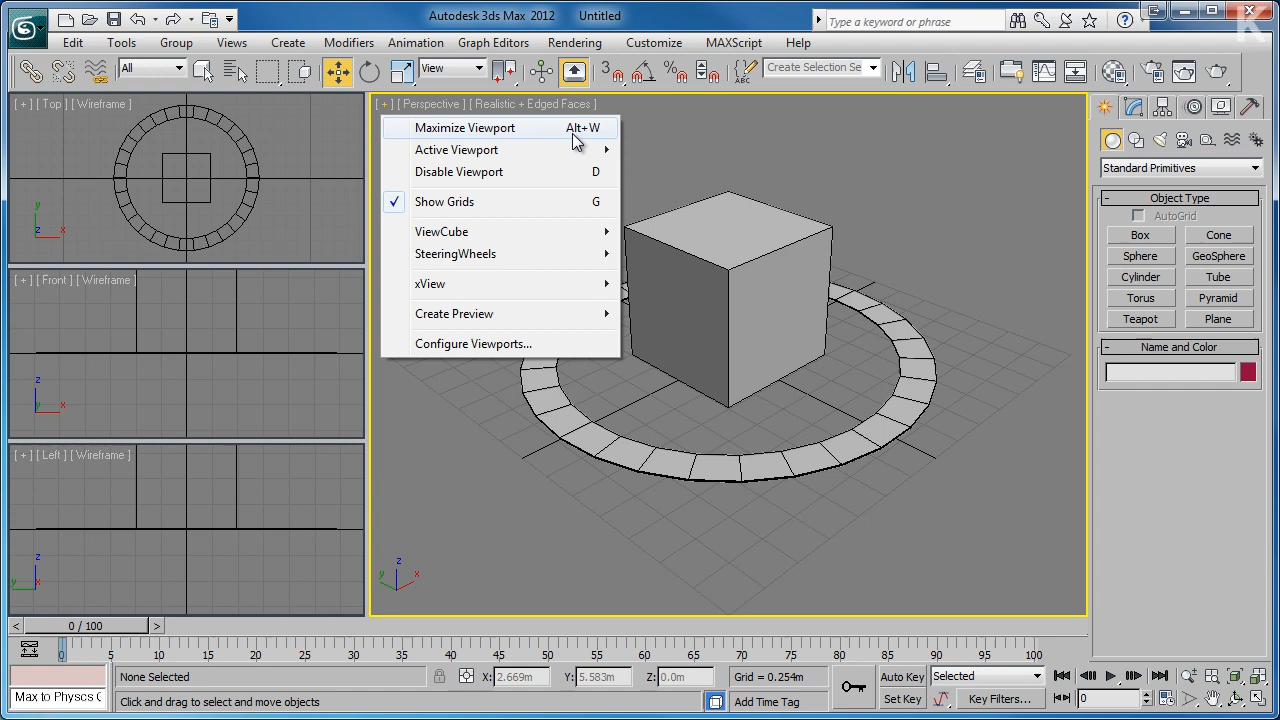 Autodesk 3ds Max 2012 Untitled
Type a keyword or phrase
K
Edit Tools Group Views Create Modifiers Animation Graph Editors Rendering Customize MAXScript Help
All View 3 Create Selection Se
[ + ] [ Top ] [ Wireframe ]
[ + ] [ Perspective ] [ Realistic + Edged Faces ]
Maximize Viewport Alt+W
Active Viewport
Disable Viewport D
Show Grids G
ViewCube
SteeringWheels
xView
Create Preview
Configure Viewports...
y z x
[ + ] [ Front ] [ Wireframe ]
z y x
[ + ] [ Left ] [ Wireframe ]
z y x
z y x
Standard Primitives
- Object Type
AutoGrid
Box Cone
Sphere GeoSphere
Cylinder Tube
Torus Pyramid
Teapot Plane
- Name and Color
< 0 / 100 >
0 5 10 15 20 25 30 35 40 45 50 55 60 65 70 75 80 85 90 95 100
None Selected X: 2.669m Y: 5.583m Z: 0.0m Grid = 0.254m Auto Key Selected
Max to Physcs C Click and drag to select and move objects Add Time Tag Set Key Key Filters... 0